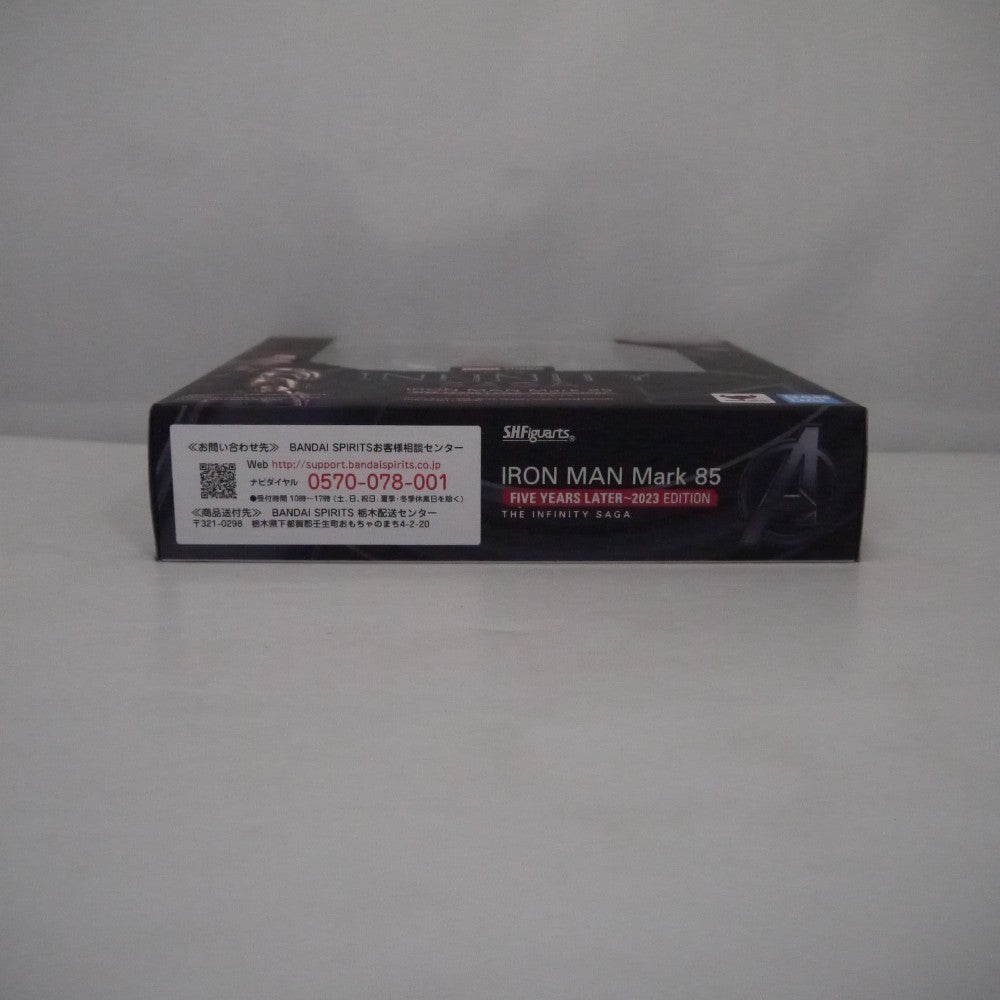 INFINITY
IRON MAN Mark 85
≪お問い合わせ先≫ BANDAI SPIRITSお客様相談センター
Web http://support.bandaispirits.co.jp
ナビダイヤル 0570-078-001
●受付時間 10時～17時 (土、日、祝日、夏季・冬季休業日を除く)
≪商品送付先≫ BANDAI SPIRITS 栃木配送センター
〒321-0298 栃木県下都賀郡壬生町おもちゃのまち4-2-20
S.H.Figuarts®
IRON MAN Mark 85
FIVE YEARS LATER~2023 EDITION
THE INFINITY SAGA